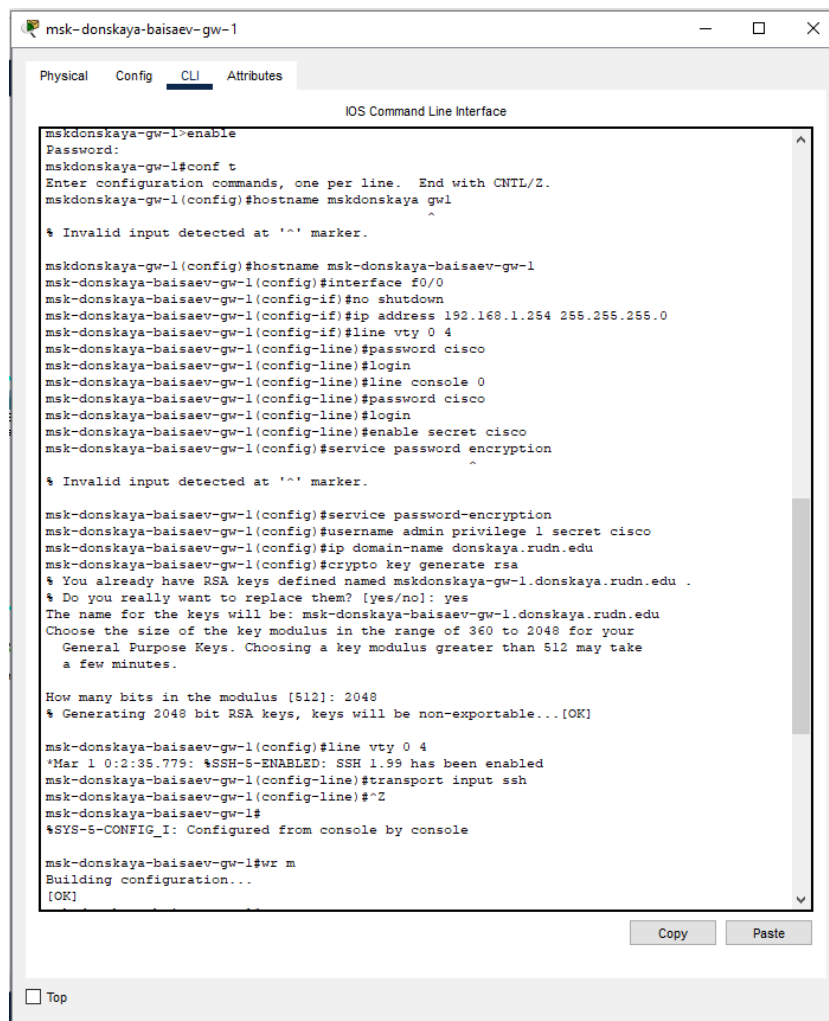 msk-donskaya-baisaev-gw-1
Physical Config CLI Attributes
IOS Command Line Interface
mskdonskaya-gw-1>enable
Password:
mskdonskaya-gw-1#conf t
Enter configuration commands, one per line. End with CNTL/Z.
mskdonskaya-gw-1(config)#hostname mskdonskaya gw1
^
% Invalid input detected at '^' marker.
mskdonskaya-gw-1(config)#hostname msk-donskaya-baisaev-gw-1
msk-donskaya-baisaev-gw-1(config)#interface f0/0
msk-donskaya-baisaev-gw-1(config-if)#no shutdown
msk-donskaya-baisaev-gw-1(config-if)#ip address 192.168.1.254 255.255.255.0
msk-donskaya-baisaev-gw-1(config-if)#line vty 0 4
msk-donskaya-baisaev-gw-1(config-line)#password cisco
msk-donskaya-baisaev-gw-1(config-line)#login
msk-donskaya-baisaev-gw-1(config-line)#line console 0
msk-donskaya-baisaev-gw-1(config-line)#password cisco
msk-donskaya-baisaev-gw-1(config-line)#login
msk-donskaya-baisaev-gw-1(config-line)#enable secret cisco
msk-donskaya-baisaev-gw-1(config)#service password encryption
^
% Invalid input detected at '^' marker.
msk-donskaya-baisaev-gw-1(config)#service password-encryption
msk-donskaya-baisaev-gw-1(config)#username admin privilege 1 secret cisco
msk-donskaya-baisaev-gw-1(config)#ip domain-name donskaya.rudn.edu
msk-donskaya-baisaev-gw-1(config)#crypto key generate rsa
% You already have RSA keys defined named mskdonskaya-gw-1.donskaya.rudn.edu .
% Do you really want to replace them? [yes/no]: yes
The name for the keys will be: msk-donskaya-baisaev-gw-1.donskaya.rudn.edu
Choose the size of the key modulus in the range of 360 to 2048 for your
General Purpose Keys. Choosing a key modulus greater than 512 may take
a few minutes.
How many bits in the modulus [512]: 2048
% Generating 2048 bit RSA keys, keys will be non-exportable...[OK]
msk-donskaya-baisaev-gw-1(config)#line vty 0 4
*Mar 1 0:2:35.779: %SSH-5-ENABLED: SSH 1.99 has been enabled
msk-donskaya-baisaev-gw-1(config-line)#transport input ssh
msk-donskaya-baisaev-gw-1(config-line)#^Z
msk-donskaya-baisaev-gw-1#
%SYS-5-CONFIG_I: Configured from console by console
msk-donskaya-baisaev-gw-1#wr m
Building configuration...
[OK]
Copy Paste
Top